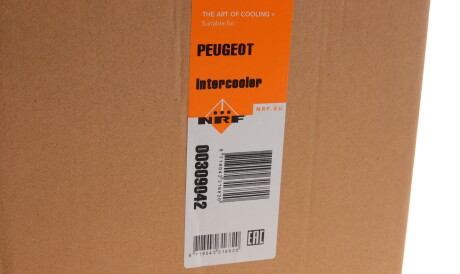 THE ART OF COOLING +
Suitable for:
PEUGEOT
Intercooler
NRF
NRF.EU
00309042
EAC